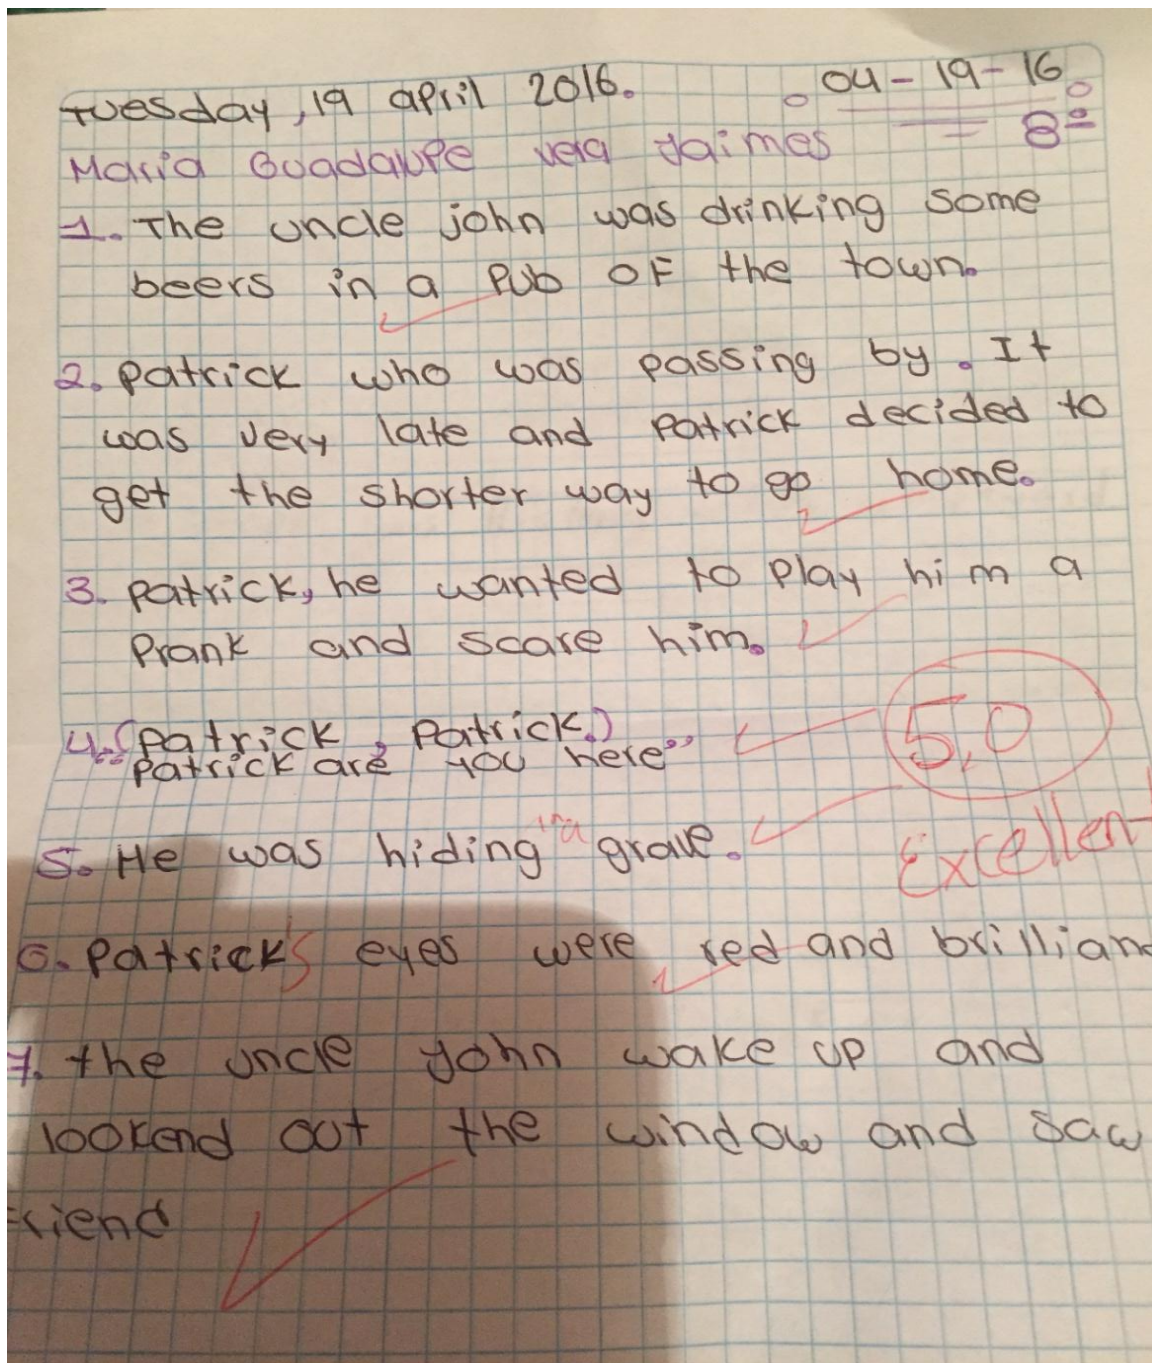 Tuesday, 19 april 2016. 04-19-16
Maria Guadalupe vera Jaimes 8º
1. The uncle john was drinking some
beers in a pub of the town.
2. Patrick who was passing by. It
was very late and Patrick decided to
get the shorter way to go home.
3. Patrick, he wanted to play him a
Prank and scare him.
4. (Patrick, Patrick.)
"Patrick are you here"
5,0
5. He was hiding in a grave.
Excellent
6. Patrick's eyes were red and brillian
7. the uncle John wake up and
lookend out the window and saw
friend